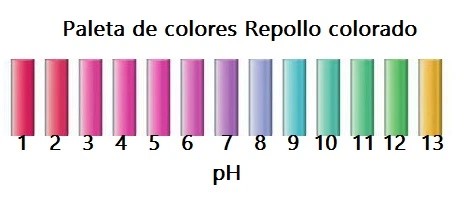 Paleta de colores Repollo colorado
1 2 3 4 5 6 7 8 9 10 11 12 13
pH